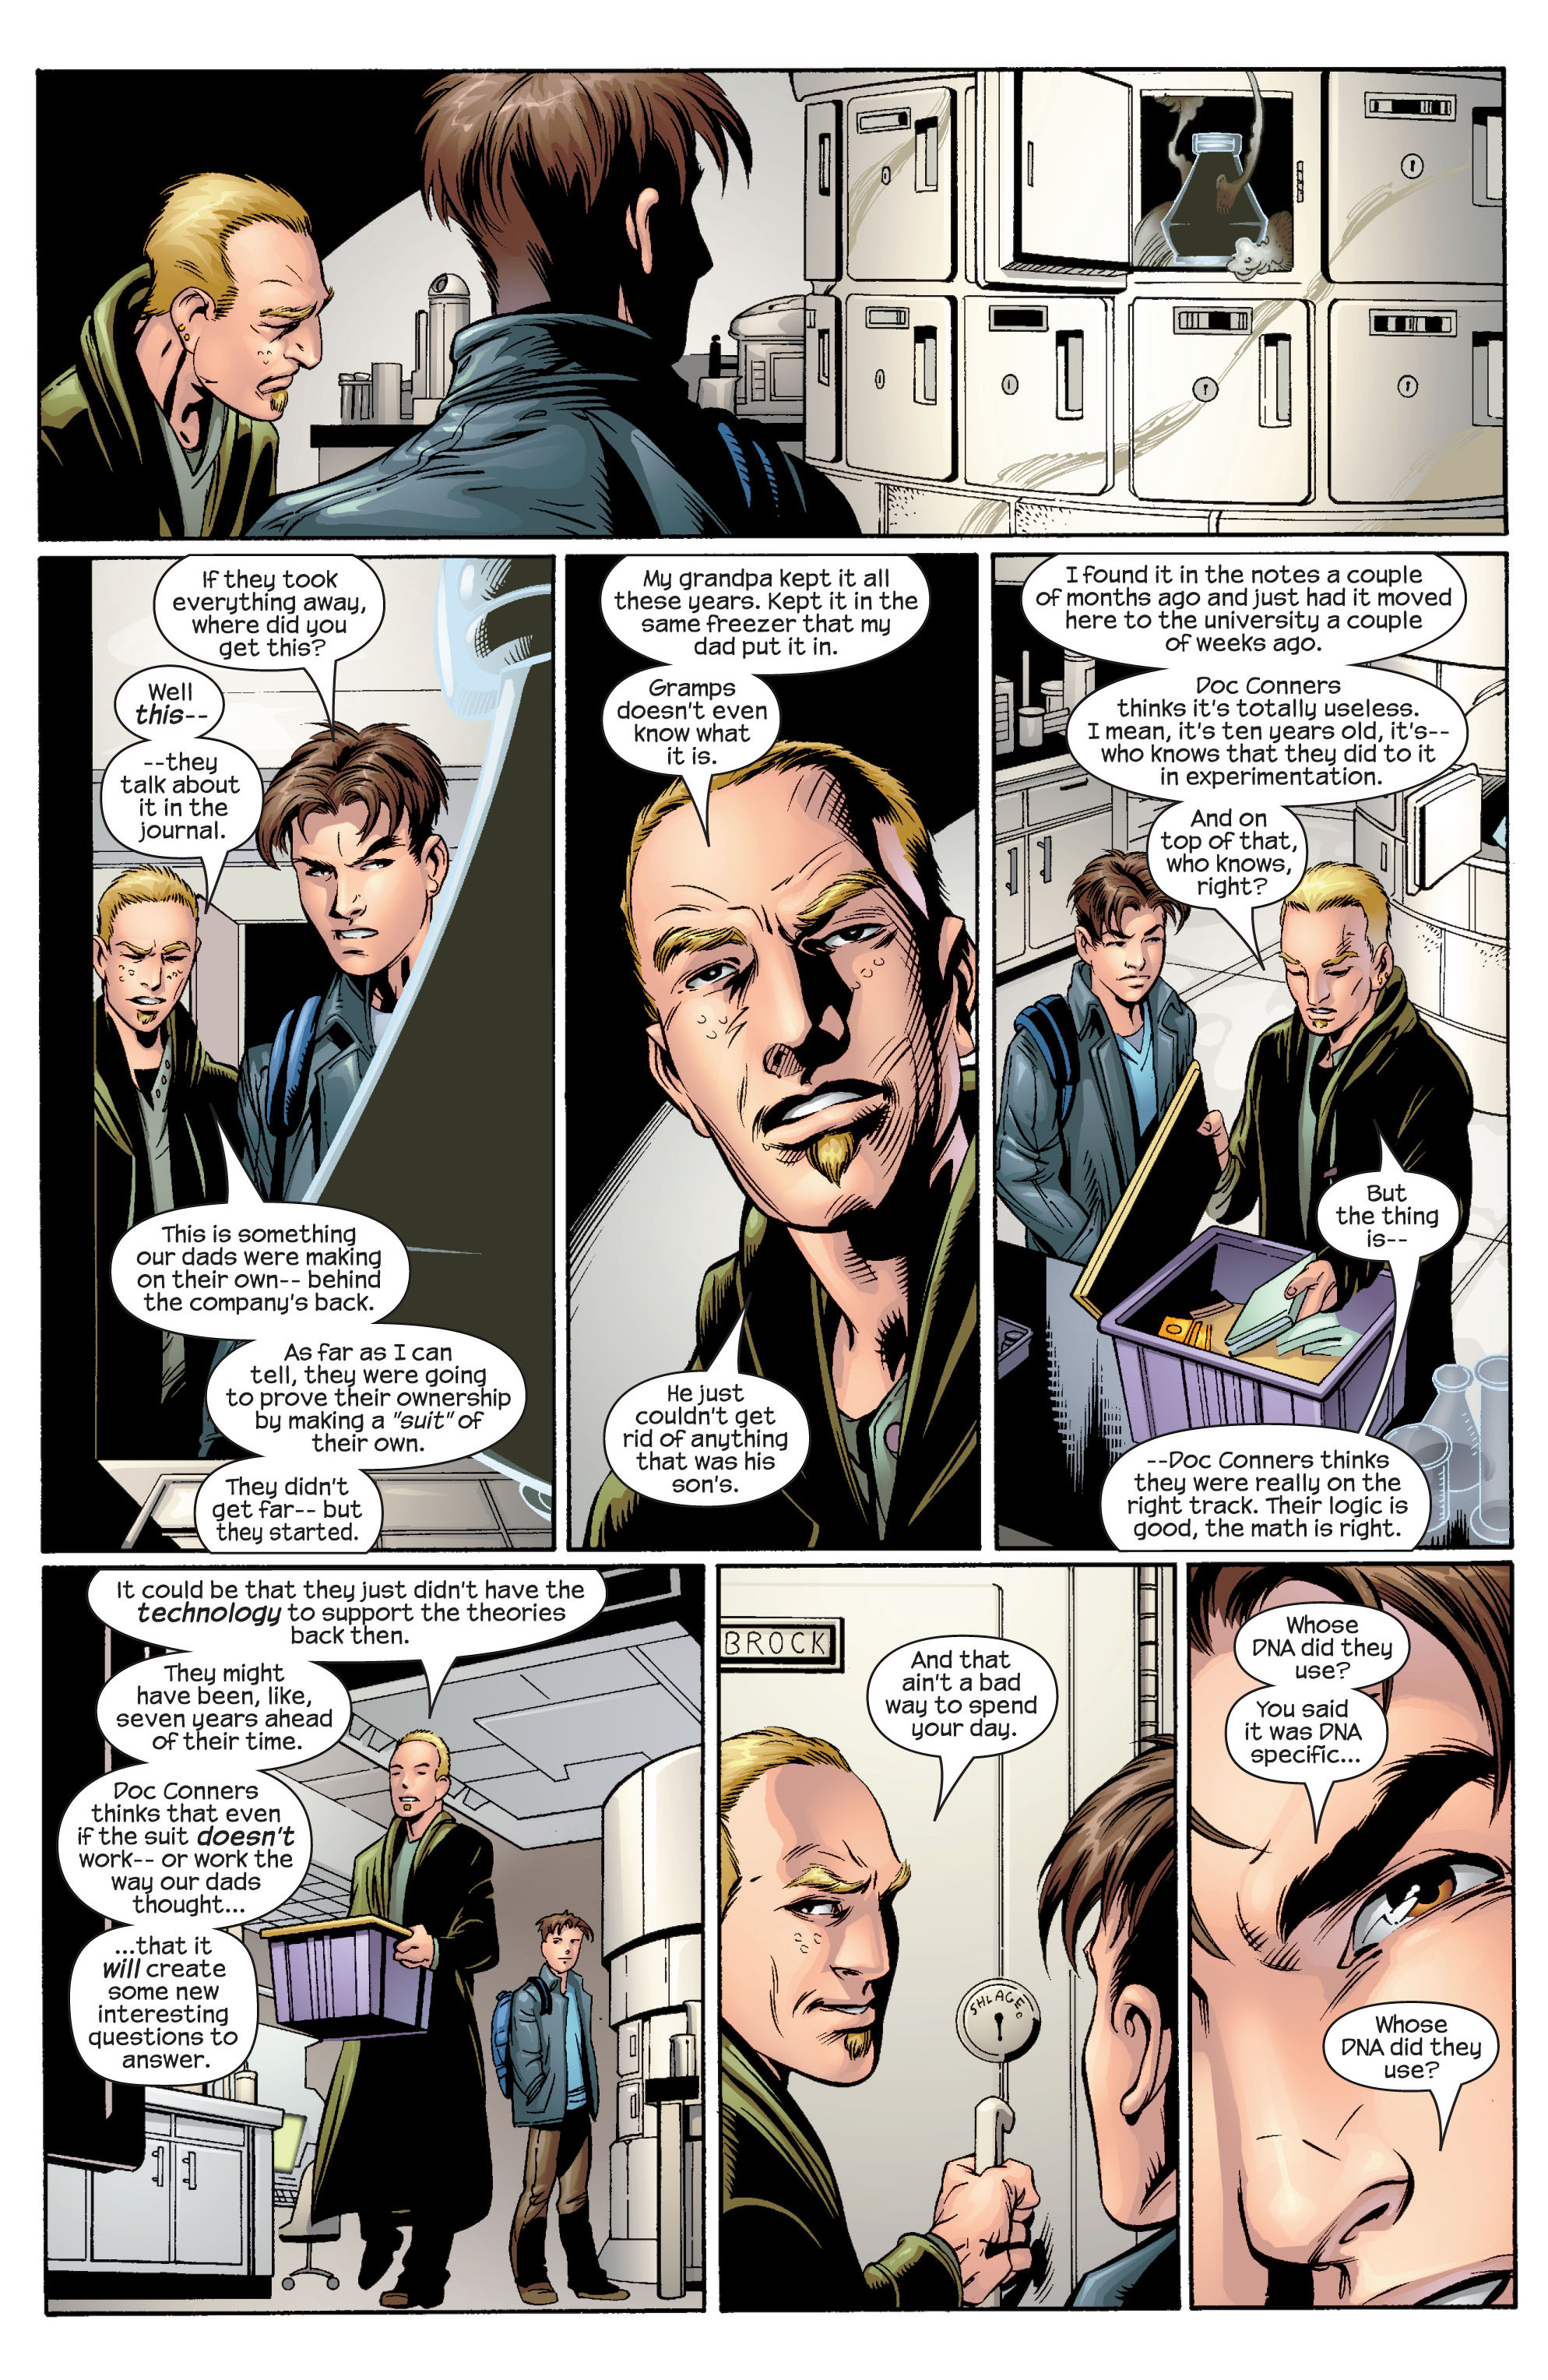 If they took
everything away,
where did you
get this?
Well
this--
--they
talk about
it in the
journal.
This is something
our dads were making
on their own-- behind
the company's back.
As far as I can
tell, they were going
to prove their ownership
by making a "suit" of
their own.
They didn't
get far-- but
they started.
My grandpa kept it all
these years. Kept it in the
same freezer that my
dad put it in.
Gramps
doesn't even
know what
it is.
He just
couldn't get
rid of anything
that was his
son's.
I found it in the notes a couple
of months ago and just had it moved
here to the university a couple
of weeks ago.
Doc Conners
thinks it's totally useless.
I mean, it's ten years old, it's--
who knows that they did to it
in experimentation.
And on
top of that,
who knows,
right?
But
the thing
is--
--Doc Conners thinks
they were really on the
right track. Their logic is
good, the math is right.
It could be that they just didn't have the
technology to support the theories
back then.
They might
have been, like,
seven years ahead
of their time.
Doc Conners
thinks that even
if the suit doesn't
work-- or work the
way our dads
thought...
...that it
will create
some new
interesting
questions to
answer.
BROCK
And that
ain't a bad
way to spend
your day.
SHLAGE
Whose
DNA did they
use?
You said
it was DNA
specific...
Whose
DNA did they
use?